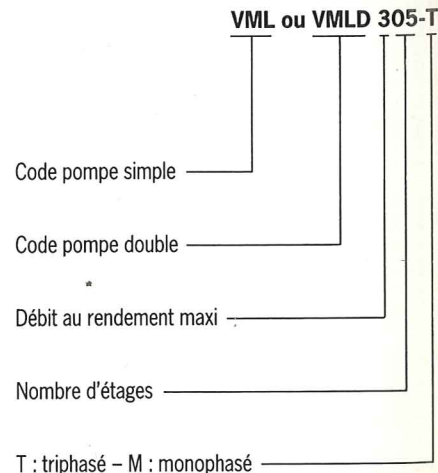 VML ou VMLD 305-T
Code pompe simple
Code pompe double
Débit au rendement maxi
Nombre d'étages
T : triphasé – M : monophasé